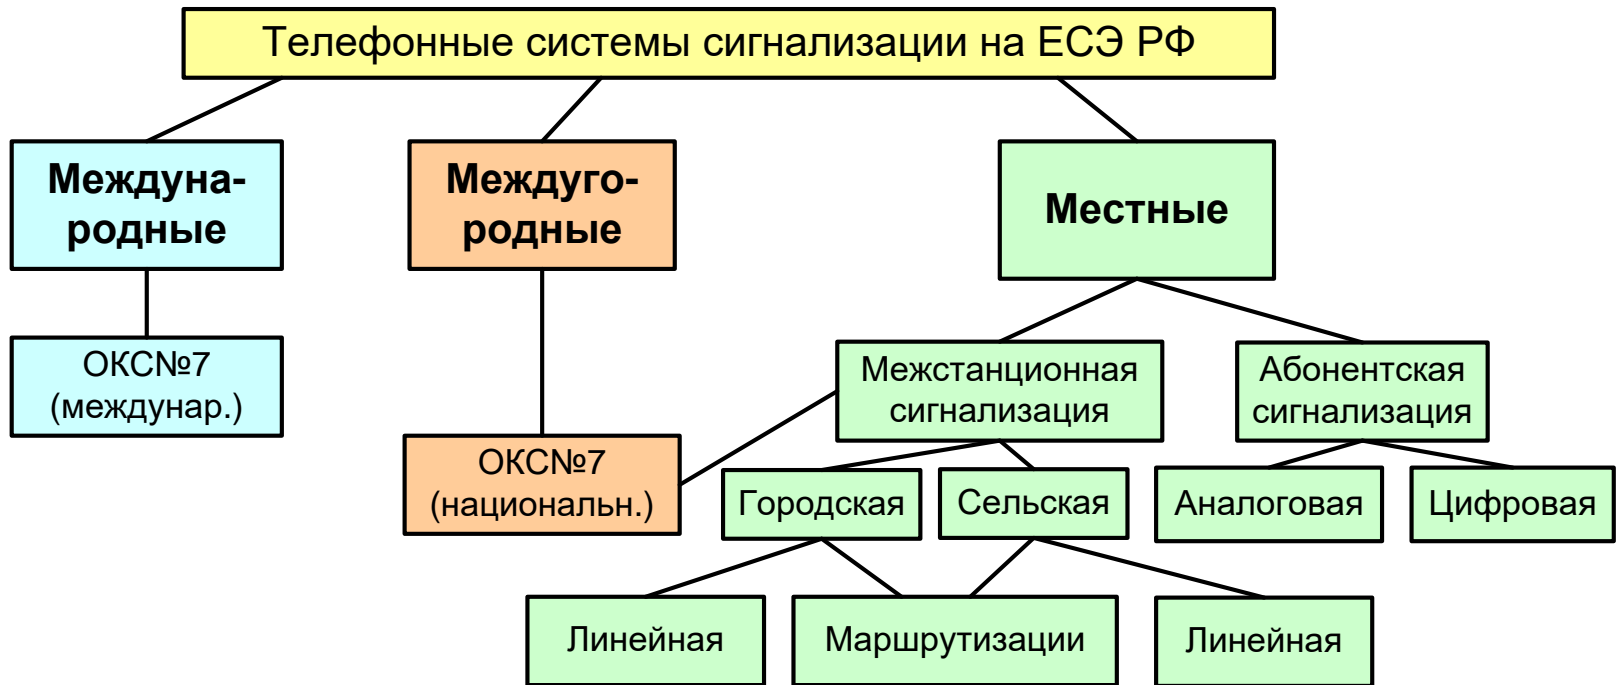 Телефонные системы сигнализации на ЕСЭ РФ
Междуна-
родные
Междуго-
родные
Местные
ОКС№7
(междунар.)
Межстанционная
сигнализация
Абонентская
сигнализация
ОКС№7
(национальн.)
Городская
Сельская
Аналоговая
Цифровая
Линейная
Маршрутизации
Линейная